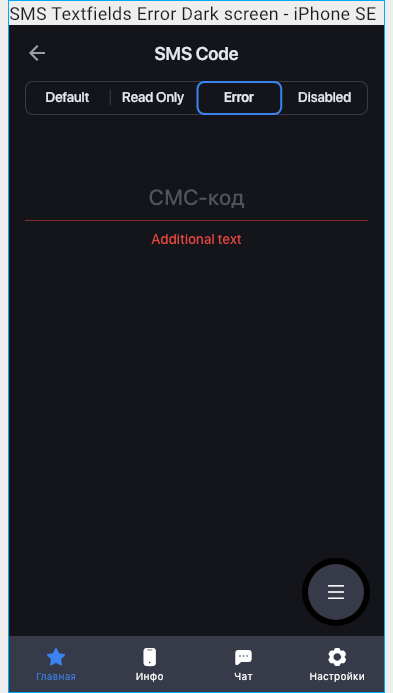 SMS Textfields Error Dark screen - iPhone SE
SMS Code
Default Read Only Error Disabled
СМС-код
Additional text
Главная Инфо Чат Настройки